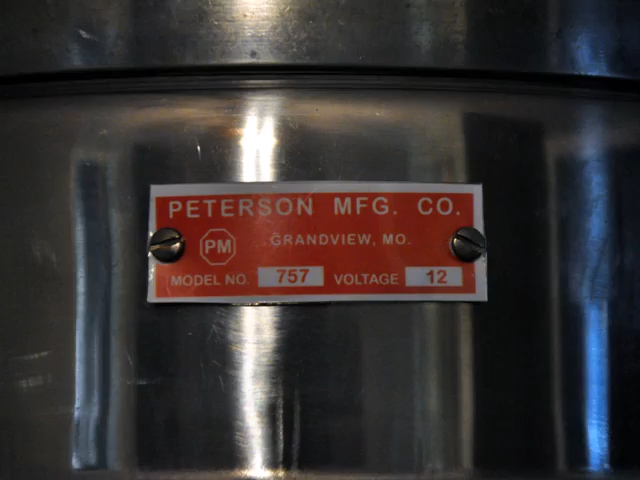 PETERSON MFG. CO.
PM GRANDVIEW, MO.
MODEL NO. 757 VOLTAGE 12